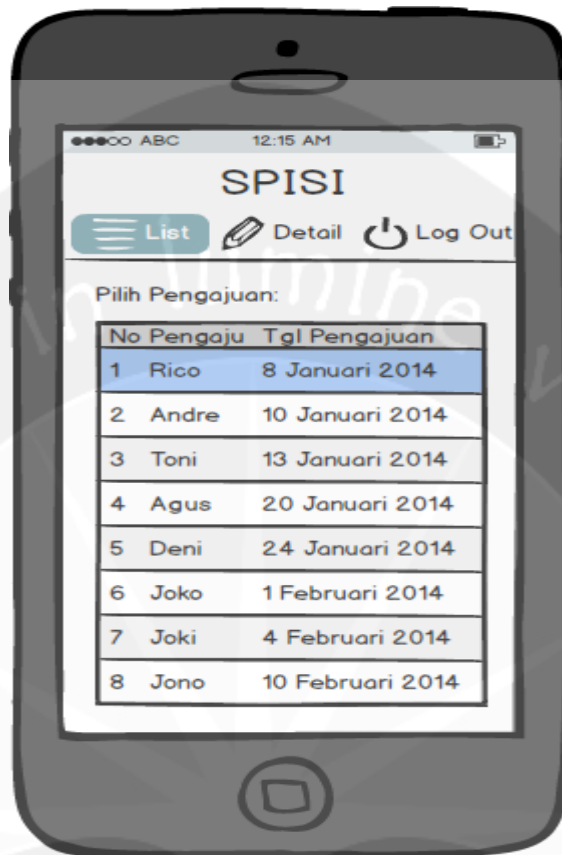 ABC 12:15 AM
SPISI
List Detail Log Out
Pilih Pengajuan:
No Pengaju Tgl Pengajuan
1 Rico 8 Januari 2014
2 Andre 10 Januari 2014
3 Toni 13 Januari 2014
4 Agus 20 Januari 2014
5 Deni 24 Januari 2014
6 Joko 1 Februari 2014
7 Joki 4 Februari 2014
8 Jono 10 Februari 2014
in lumine v